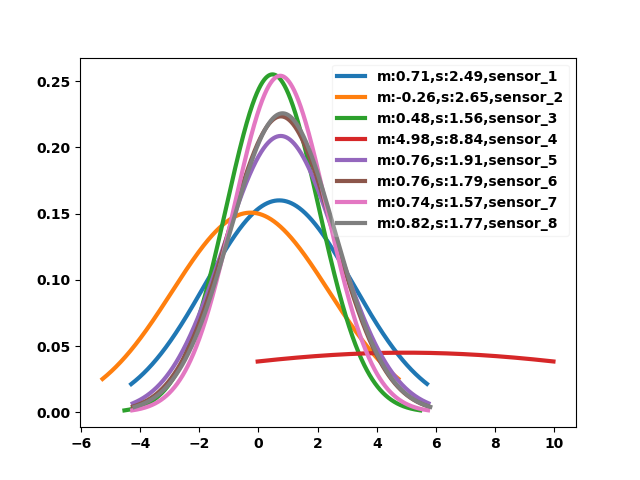 0.25
0.20
0.15
0.10
0.05
0.00
−6 −4 −2 0 2 4 6 8 10
m:0.71,s:2.49,sensor_1
m:-0.26,s:2.65,sensor_2
m:0.48,s:1.56,sensor_3
m:4.98,s:8.84,sensor_4
m:0.76,s:1.91,sensor_5
m:0.76,s:1.79,sensor_6
m:0.74,s:1.57,sensor_7
m:0.82,s:1.77,sensor_8